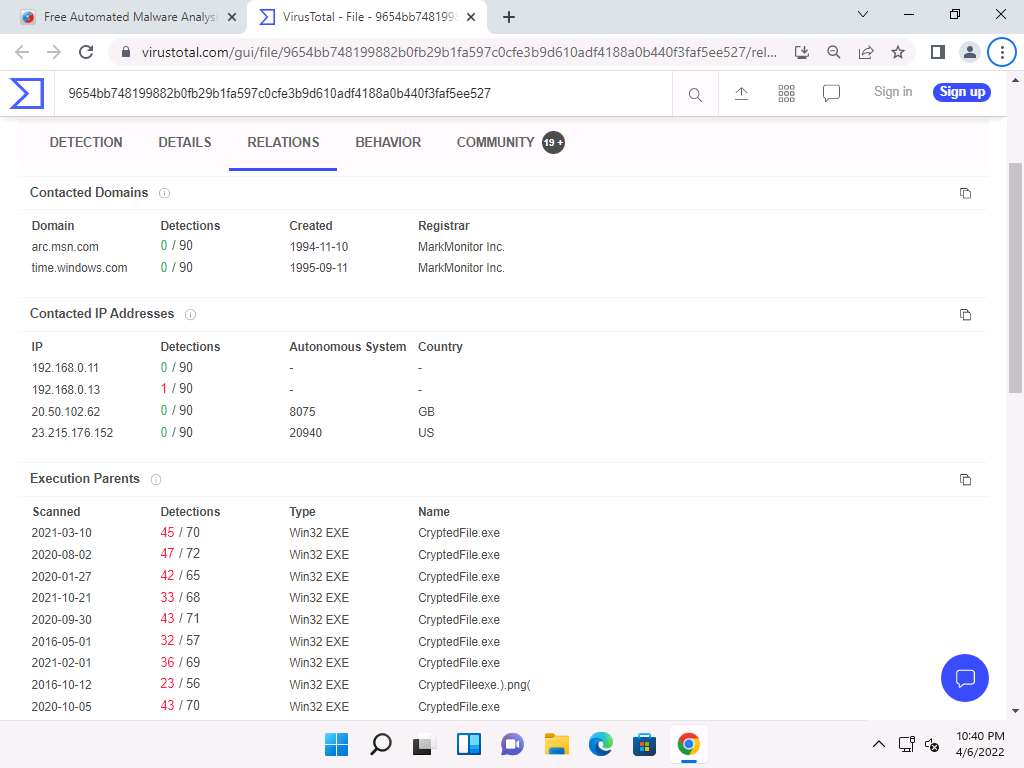 Free Automated Malware Analys
VirusTotal - File - 9654bb748199
virustotal.com/gui/file/9654bb748199882b0fb29b1fa597c0cfe3b9d610adf4188a0b440f3faf5ee527/rel...
9654bb748199882b0fb29b1fa597c0cfe3b9d610adf4188a0b440f3faf5ee527
Sign in
Sign up
DETECTION DETAILS RELATIONS BEHAVIOR COMMUNITY 19 +
Contacted Domains
Domain Detections Created Registrar
arc.msn.com 0 / 90 1994-11-10 MarkMonitor Inc.
time.windows.com 0 / 90 1995-09-11 MarkMonitor Inc.
Contacted IP Addresses
IP Detections Autonomous System Country
192.168.0.11 0 / 90 - -
192.168.0.13 1 / 90 - -
20.50.102.62 0 / 90 8075 GB
23.215.176.152 0 / 90 20940 US
Execution Parents
Scanned Detections Type Name
2021-03-10 45 / 70 Win32 EXE CryptedFile.exe
2020-08-02 47 / 72 Win32 EXE CryptedFile.exe
2020-01-27 42 / 65 Win32 EXE CryptedFile.exe
2021-10-21 33 / 68 Win32 EXE CryptedFile.exe
2020-09-30 43 / 71 Win32 EXE CryptedFile.exe
2016-05-01 32 / 57 Win32 EXE CryptedFile.exe
2021-02-01 36 / 69 Win32 EXE CryptedFile.exe
2016-10-12 23 / 56 Win32 EXE CryptedFileexe.).png(
2020-10-05 43 / 70 Win32 EXE CryptedFile.exe
10:40 PM
4/6/2022